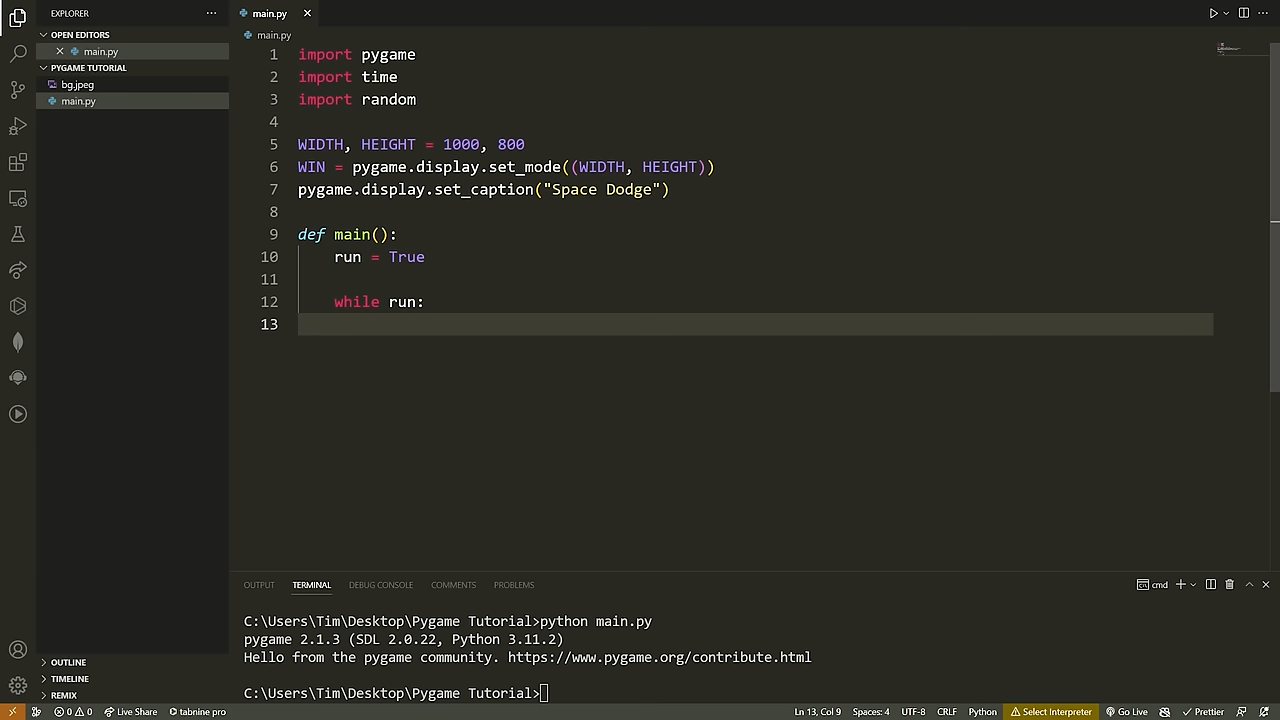 EXPLORER
OPEN EDITORS
main.py
PYGAME TUTORIAL
bg.jpeg
main.py
OUTLINE
TIMELINE
REMIX
main.py
main.py
1 import pygame
2 import time
3 import random
4
5 WIDTH, HEIGHT = 1000, 800
6 WIN = pygame.display.set_mode((WIDTH, HEIGHT))
7 pygame.display.set_caption("Space Dodge")
8
9 def main():
10 run = True
11
12 while run:
13
OUTPUT TERMINAL DEBUG CONSOLE COMMENTS PROBLEMS
cmd
C:\Users\Tim\Desktop\Pygame Tutorial>python main.py
pygame 2.1.3 (SDL 2.0.22, Python 3.11.2)
Hello from the pygame community. https://www.pygame.org/contribute.html
C:\Users\Tim\Desktop\Pygame Tutorial>
0 0 Live Share tabnine pro Ln 13, Col 9 Spaces: 4 UTF-8 CRLF Python Select Interpreter Go Live Prettier